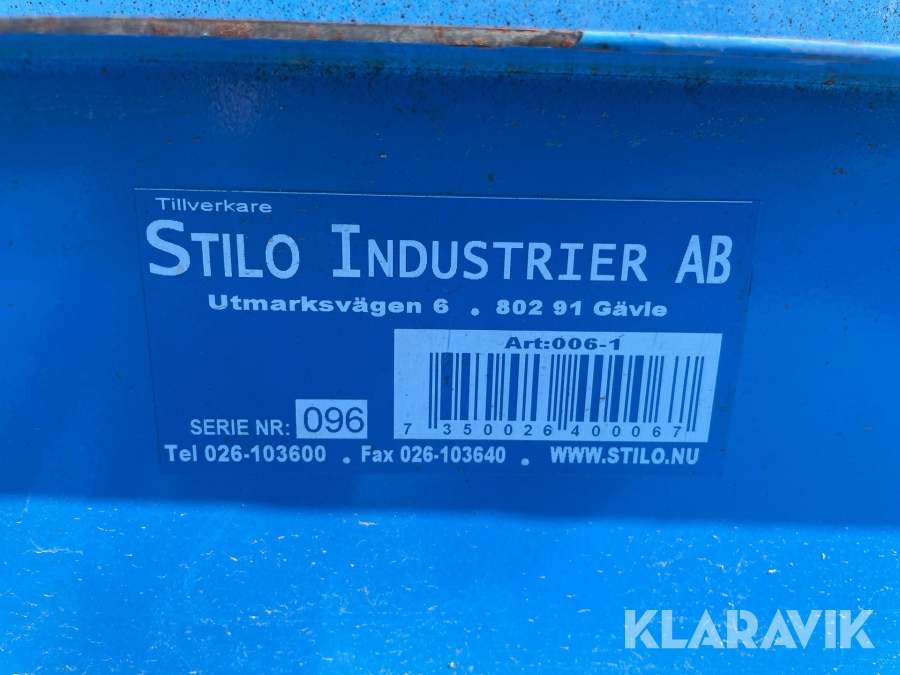 Tillverkare
STILO INDUSTRIER AB
Utmarksvägen 6 . 802 91 Gävle
Art:006-1
7 350026 400067
SERIE NR: 096
Tel 026-103600 . Fax 026-103640 . WWW.STILO.NU
KLARAVIK